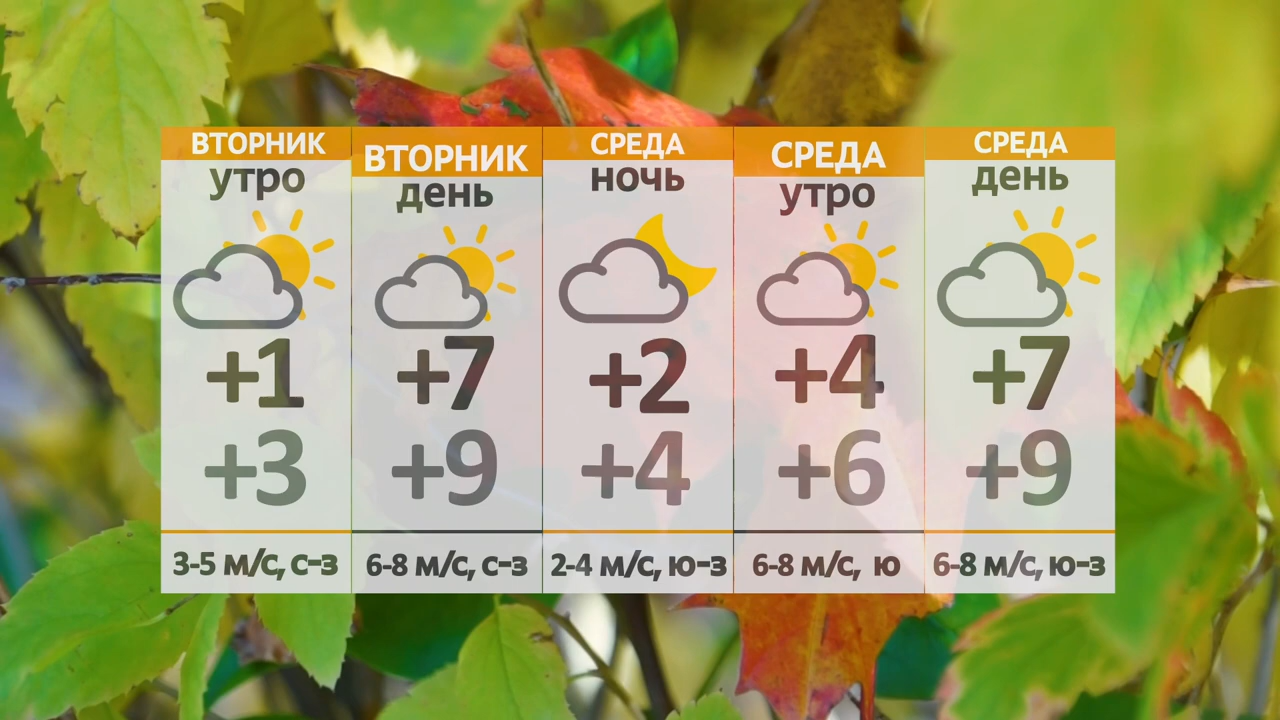 ВТОРНИК
утро
+1
+3
3-5 м/с, с-з
ВТОРНИК
день
+7
+9
6-8 м/с, с-з
СРЕДА
ночь
+2
+4
2-4 м/с, ю-з
СРЕДА
утро
+4
+6
6-8 м/с, ю
СРЕДА
день
+7
+9
6-8 м/с, ю-з